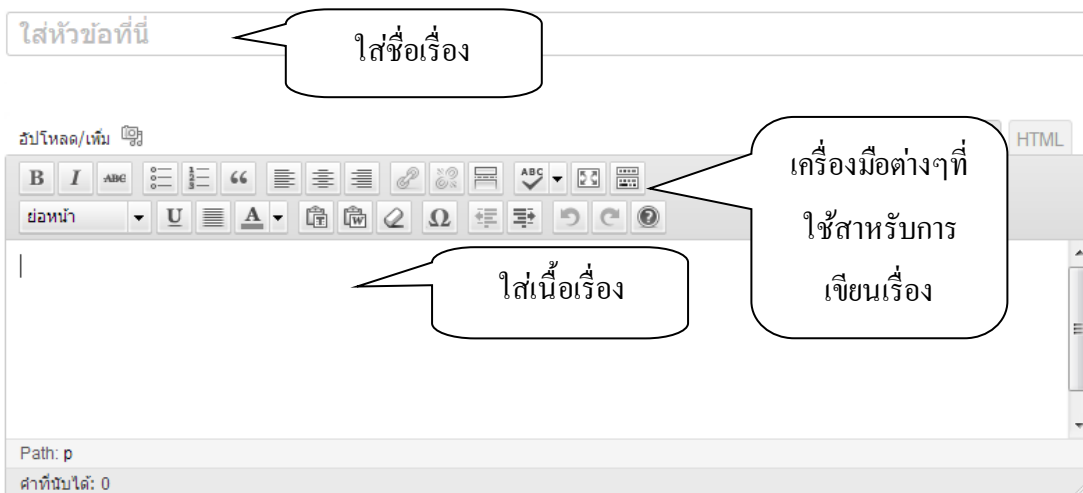 ใส่หัวข้อที่นี่
ใส่ชื่อเรื่อง
อัปโหลด/เพิ่ม
HTML
เครื่องมือต่างๆที่
ใช้สาหรับการ
เขียนเรื่อง
B I ABC ABC
ย่อหน้า U A T W Ω
ใส่เนื้อเรื่อง
Path: p
คำที่นับได้: 0